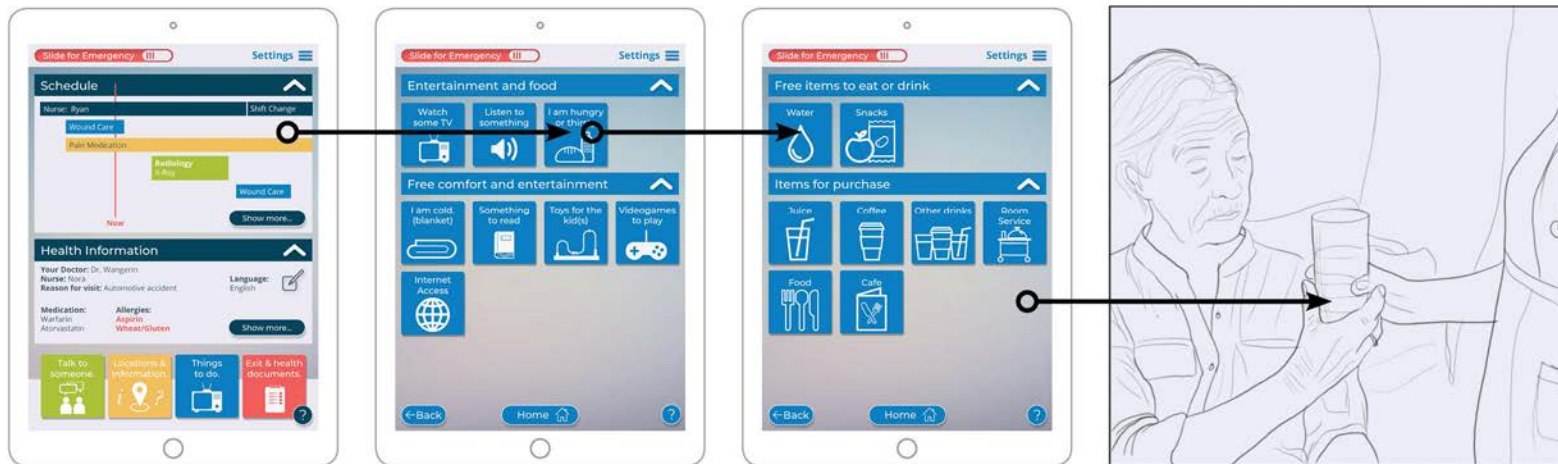 Slide for Emergency
Settings
Schedule
Nurse: Ryan
Shift Change
Wound Care
Pain Medication
Radiology
X-Ray
Wound Care
Now
Show more...
Health Information
Your Doctor: Dr. Wangerin
Nurse: Nora
Reason for visit: Automotive accident
Language:
English
Medication:
Warfarin
Atorvastatin
Allergies:
Aspirin
Wheat/Gluten
Show more...
Talk to
someone.
Locations &
information.
Things
to do.
Exit & health
documents.
?
Slide for Emergency
Settings
Entertainment and food
Watch
some TV
Listen to
something
I am hungry
or
Free comfort and entertainment
I am cold.
(blanket)
Something
to read
Toys for the
kid(s)
Videogames
to play
Internet
Access
←Back
Home
?
Slide for Emergency
Settings
Free items to eat or drink
Water
Snacks
Items for purchase
Juice
Coffee
Other drinks
Room
Service
Food
Cafe
←Back
Home
?